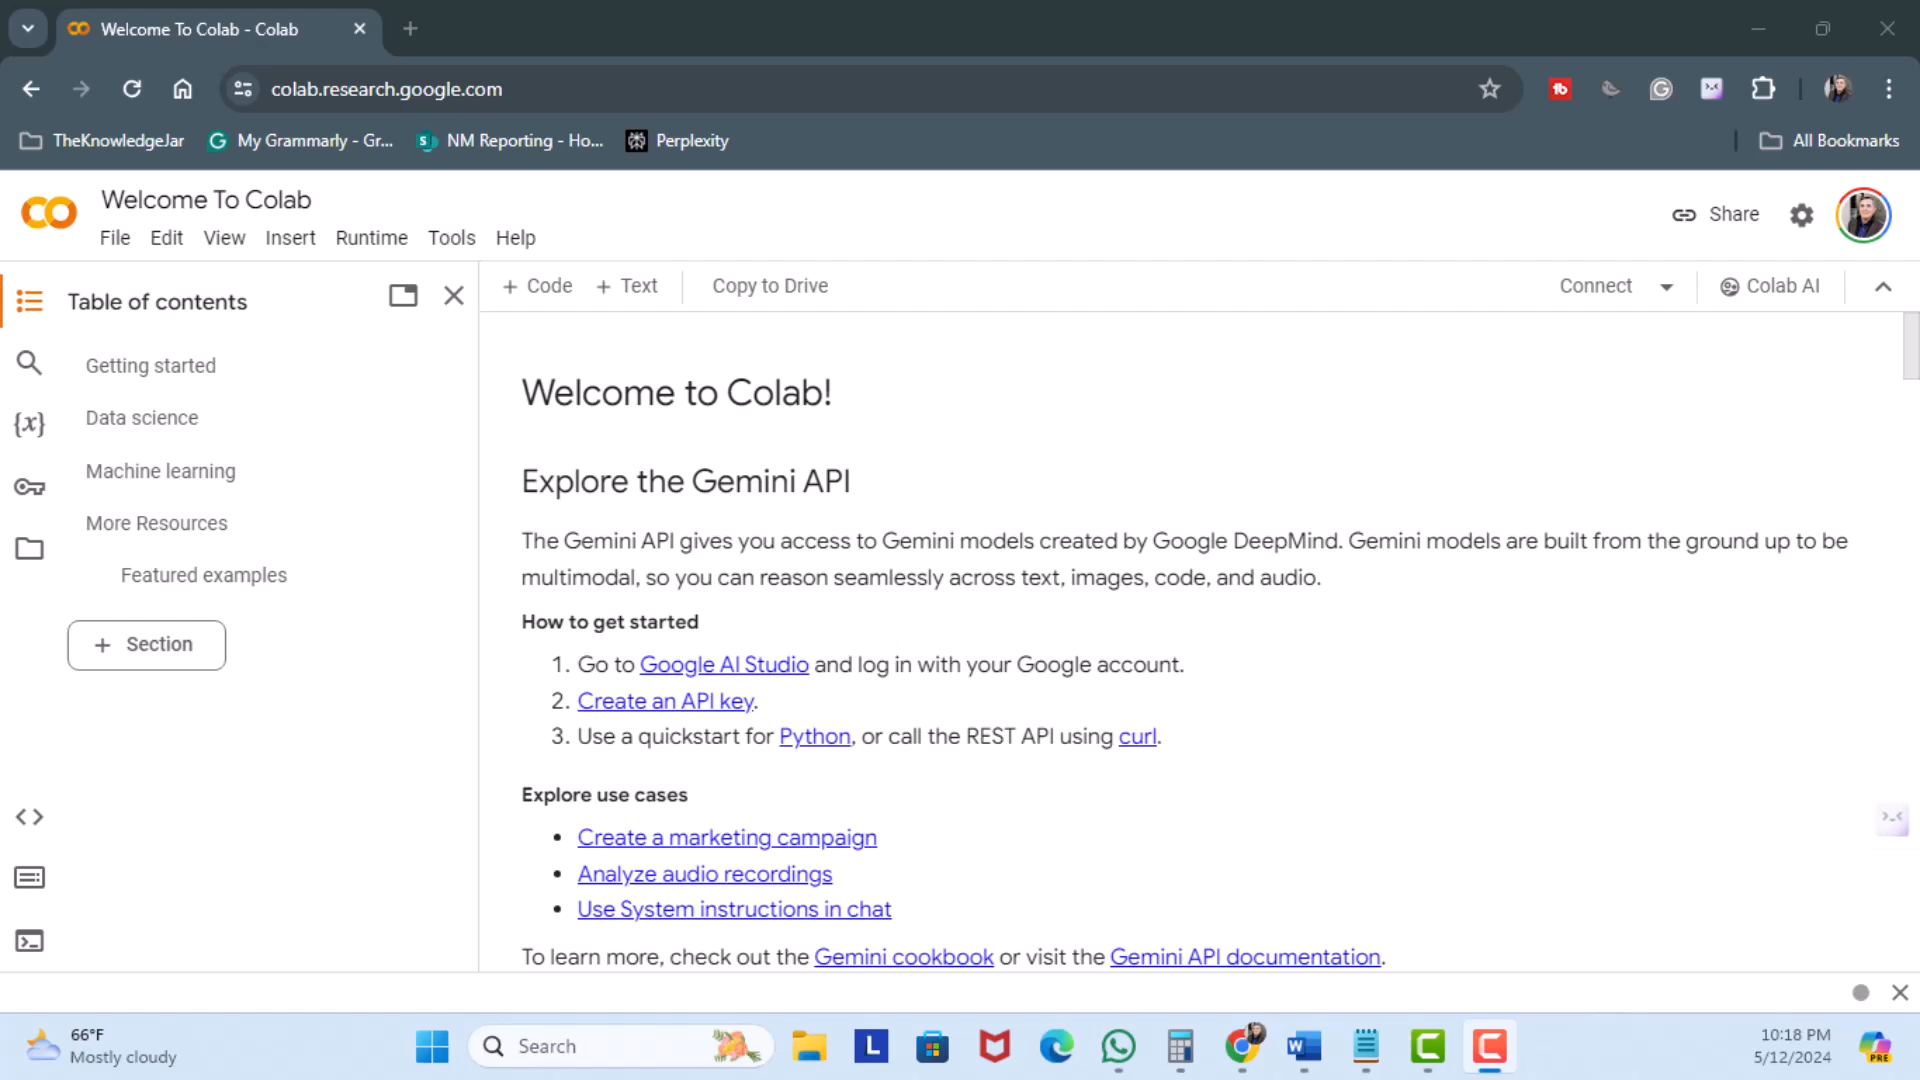 Welcome To Colab - Colab
colab.research.google.com
TheKnowledgeJar
My Grammarly - Gr...
NM Reporting - Ho...
Perplexity
All Bookmarks
Welcome To Colab
File Edit View Insert Runtime Tools Help
Share
Table of contents
+ Code + Text Copy to Drive
Connect
Colab AI
Getting started
Data science
{x}
Machine learning
More Resources
Featured examples
+ Section
Welcome to Colab!
Explore the Gemini API
The Gemini API gives you access to Gemini models created by Google DeepMind. Gemini models are built from the ground up to be
multimodal, so you can reason seamlessly across text, images, code, and audio.
How to get started
1. Go to Google AI Studio and log in with your Google account.
2. Create an API key.
3. Use a quickstart for Python, or call the REST API using curl.
Explore use cases
• Create a marketing campaign
• Analyze audio recordings
• Use System instructions in chat
To learn more, check out the Gemini cookbook or visit the Gemini API documentation.
66°F
Mostly cloudy
Search
L
10:18 PM
5/12/2024
PRE